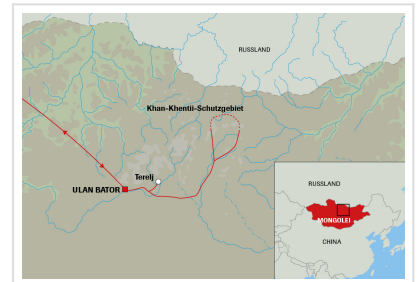 RUSSLAND
Khan-Khentii-Schutzgebiet
Terelj
ULAN BATOR
RUSSLAND
MONGOLEI
CHINA